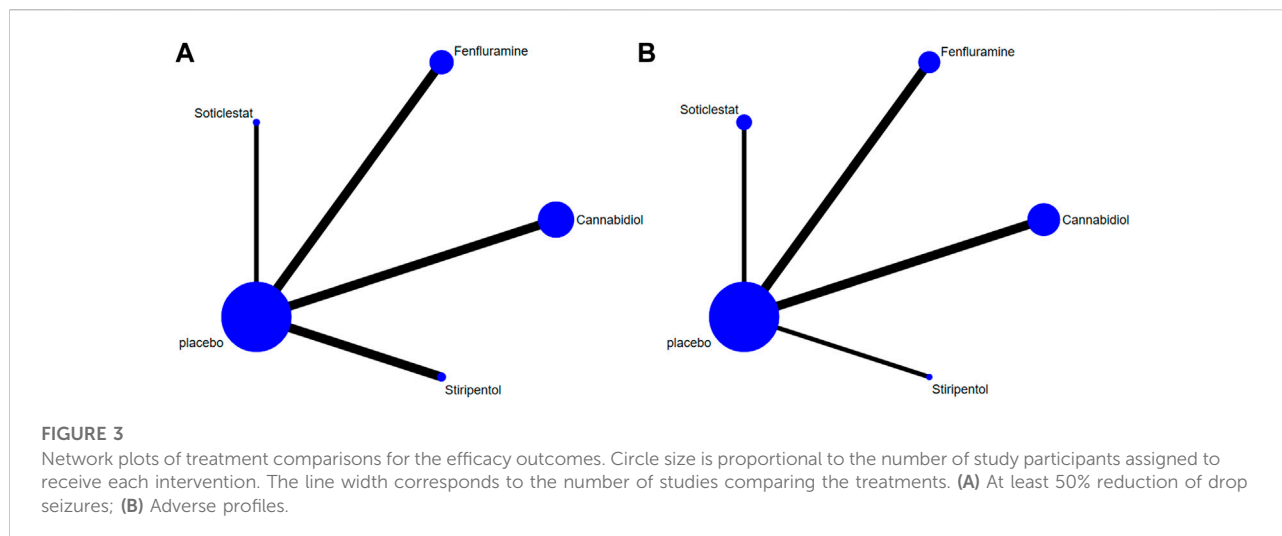 A
Fenfluramine
Soticlestat
Cannabidiol
placebo
Stiripentol
B
Fenfluramine
Soticlestat
Cannabidiol
placebo
Stiripentol
FIGURE 3
Network plots of treatment comparisons for the efficacy outcomes. Circle size is proportional to the number of study participants assigned to
receive each intervention. The line width corresponds to the number of studies comparing the treatments. (A) At least 50% reduction of drop
seizures; (B) Adverse profiles.